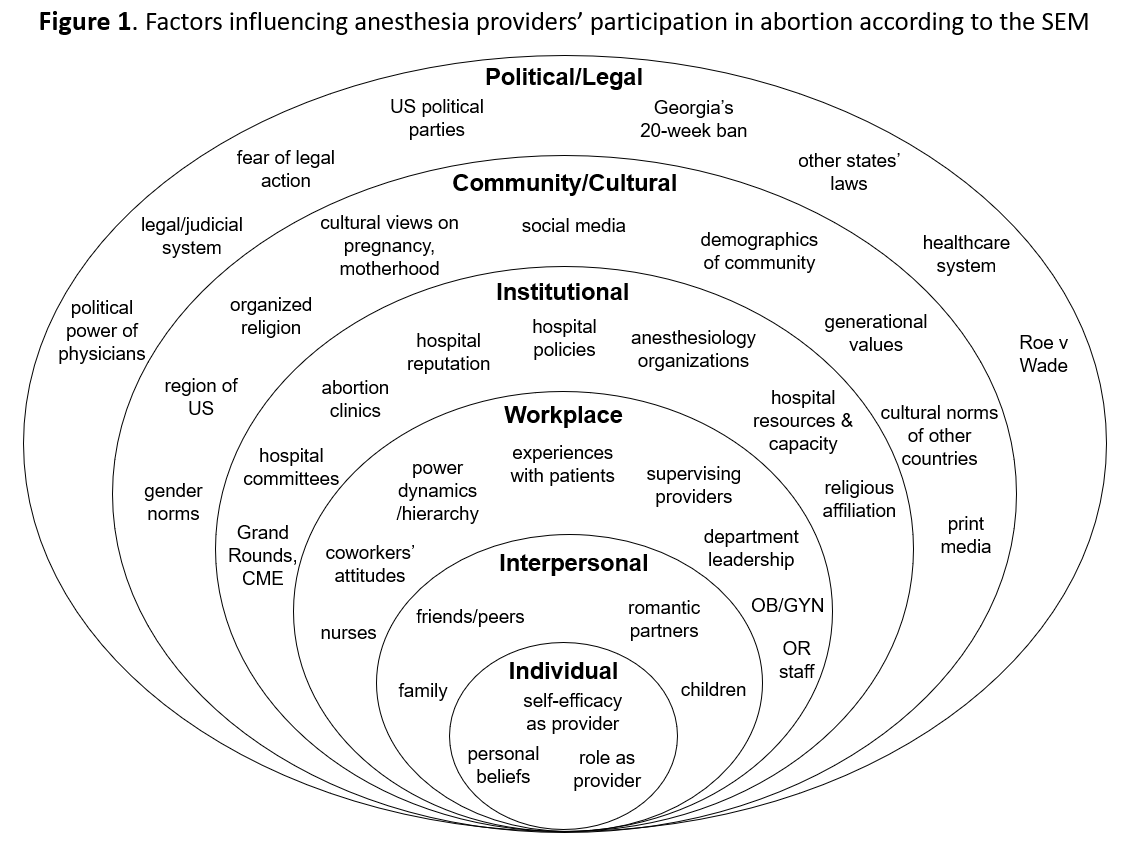 Figure 1. Factors influencing anesthesia providers’ participation in abortion according to the SEM
Political/Legal
US political
parties
Georgia’s
20-week ban
fear of legal
action
other states’
laws
legal/judicial
system
healthcare
system
political
power of
physicians
Roe v
Wade
Community/Cultural
cultural views on
pregnancy,
motherhood
social media
demographics
of community
organized
religion
generational
values
region of
US
cultural norms
of other
countries
gender
norms
print
media
Institutional
hospital
reputation
hospital
policies
anesthesiology
organizations
abortion
clinics
hospital
resources &
capacity
hospital
committees
religious
affiliation
Grand
Rounds,
CME
Workplace
power
dynamics
/hierarchy
experiences
with patients
supervising
providers
coworkers’
attitudes
department
leadership
nurses
OB/GYN
OR
staff
Interpersonal
friends/peers
romantic
partners
family
children
Individual
self-efficacy
as provider
personal
beliefs
role as
provider